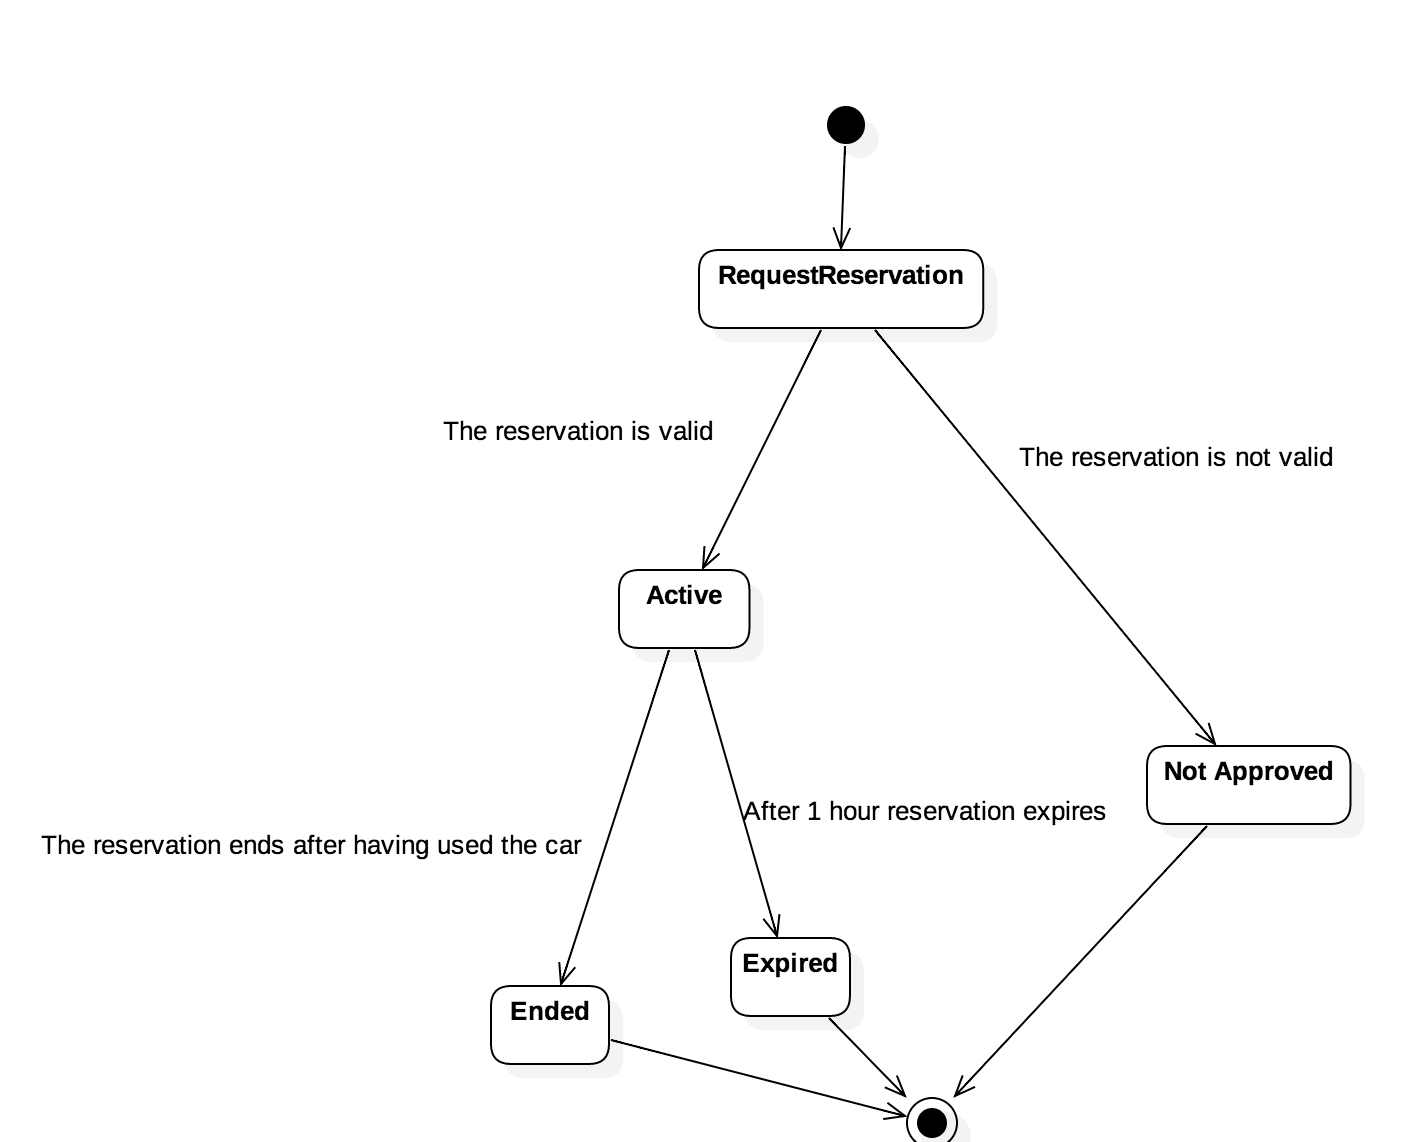 RequestReservation
The reservation is valid
The reservation is not valid
Active
Not Approved
After 1 hour reservation expires
The reservation ends after having used the car
Expired
Ended